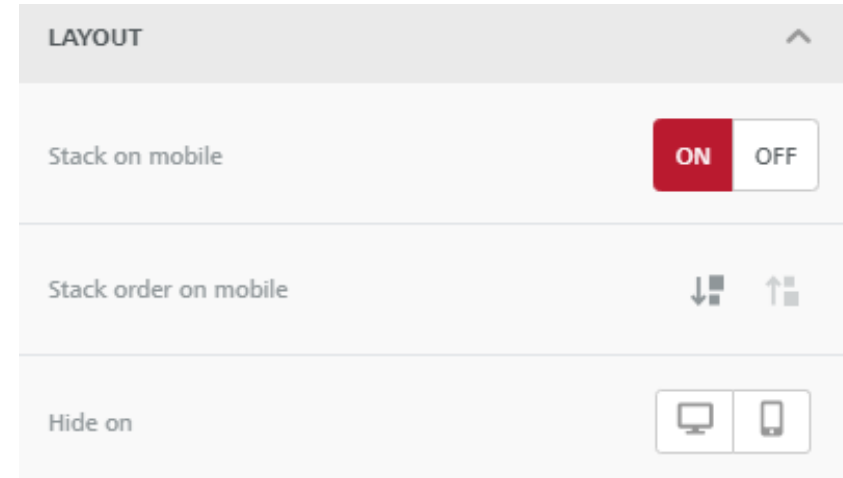 LAYOUT
Stack on mobile
ON OFF
Stack order on mobile
Hide on